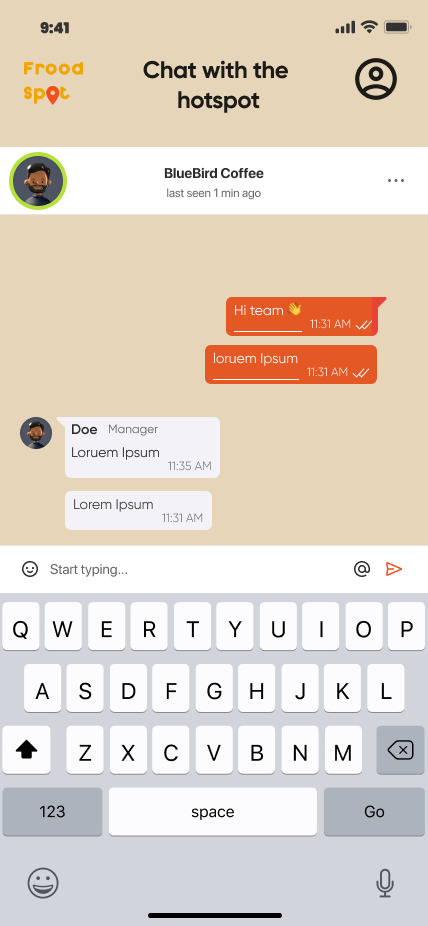 9:41
Frood
Spot
Chat with the
hotspot
BlueBird Coffee
last seen 1 min ago
Hi team 👋
11:31 AM
loruem Ipsum
11:31 AM
Doe Manager
Loruem Ipsum
11:35 AM
Lorem Ipsum
11:31 AM
Start typing...
Q W E R T Y U I O P
A S D F G H J K L
Z X C V B N M
123 space Go